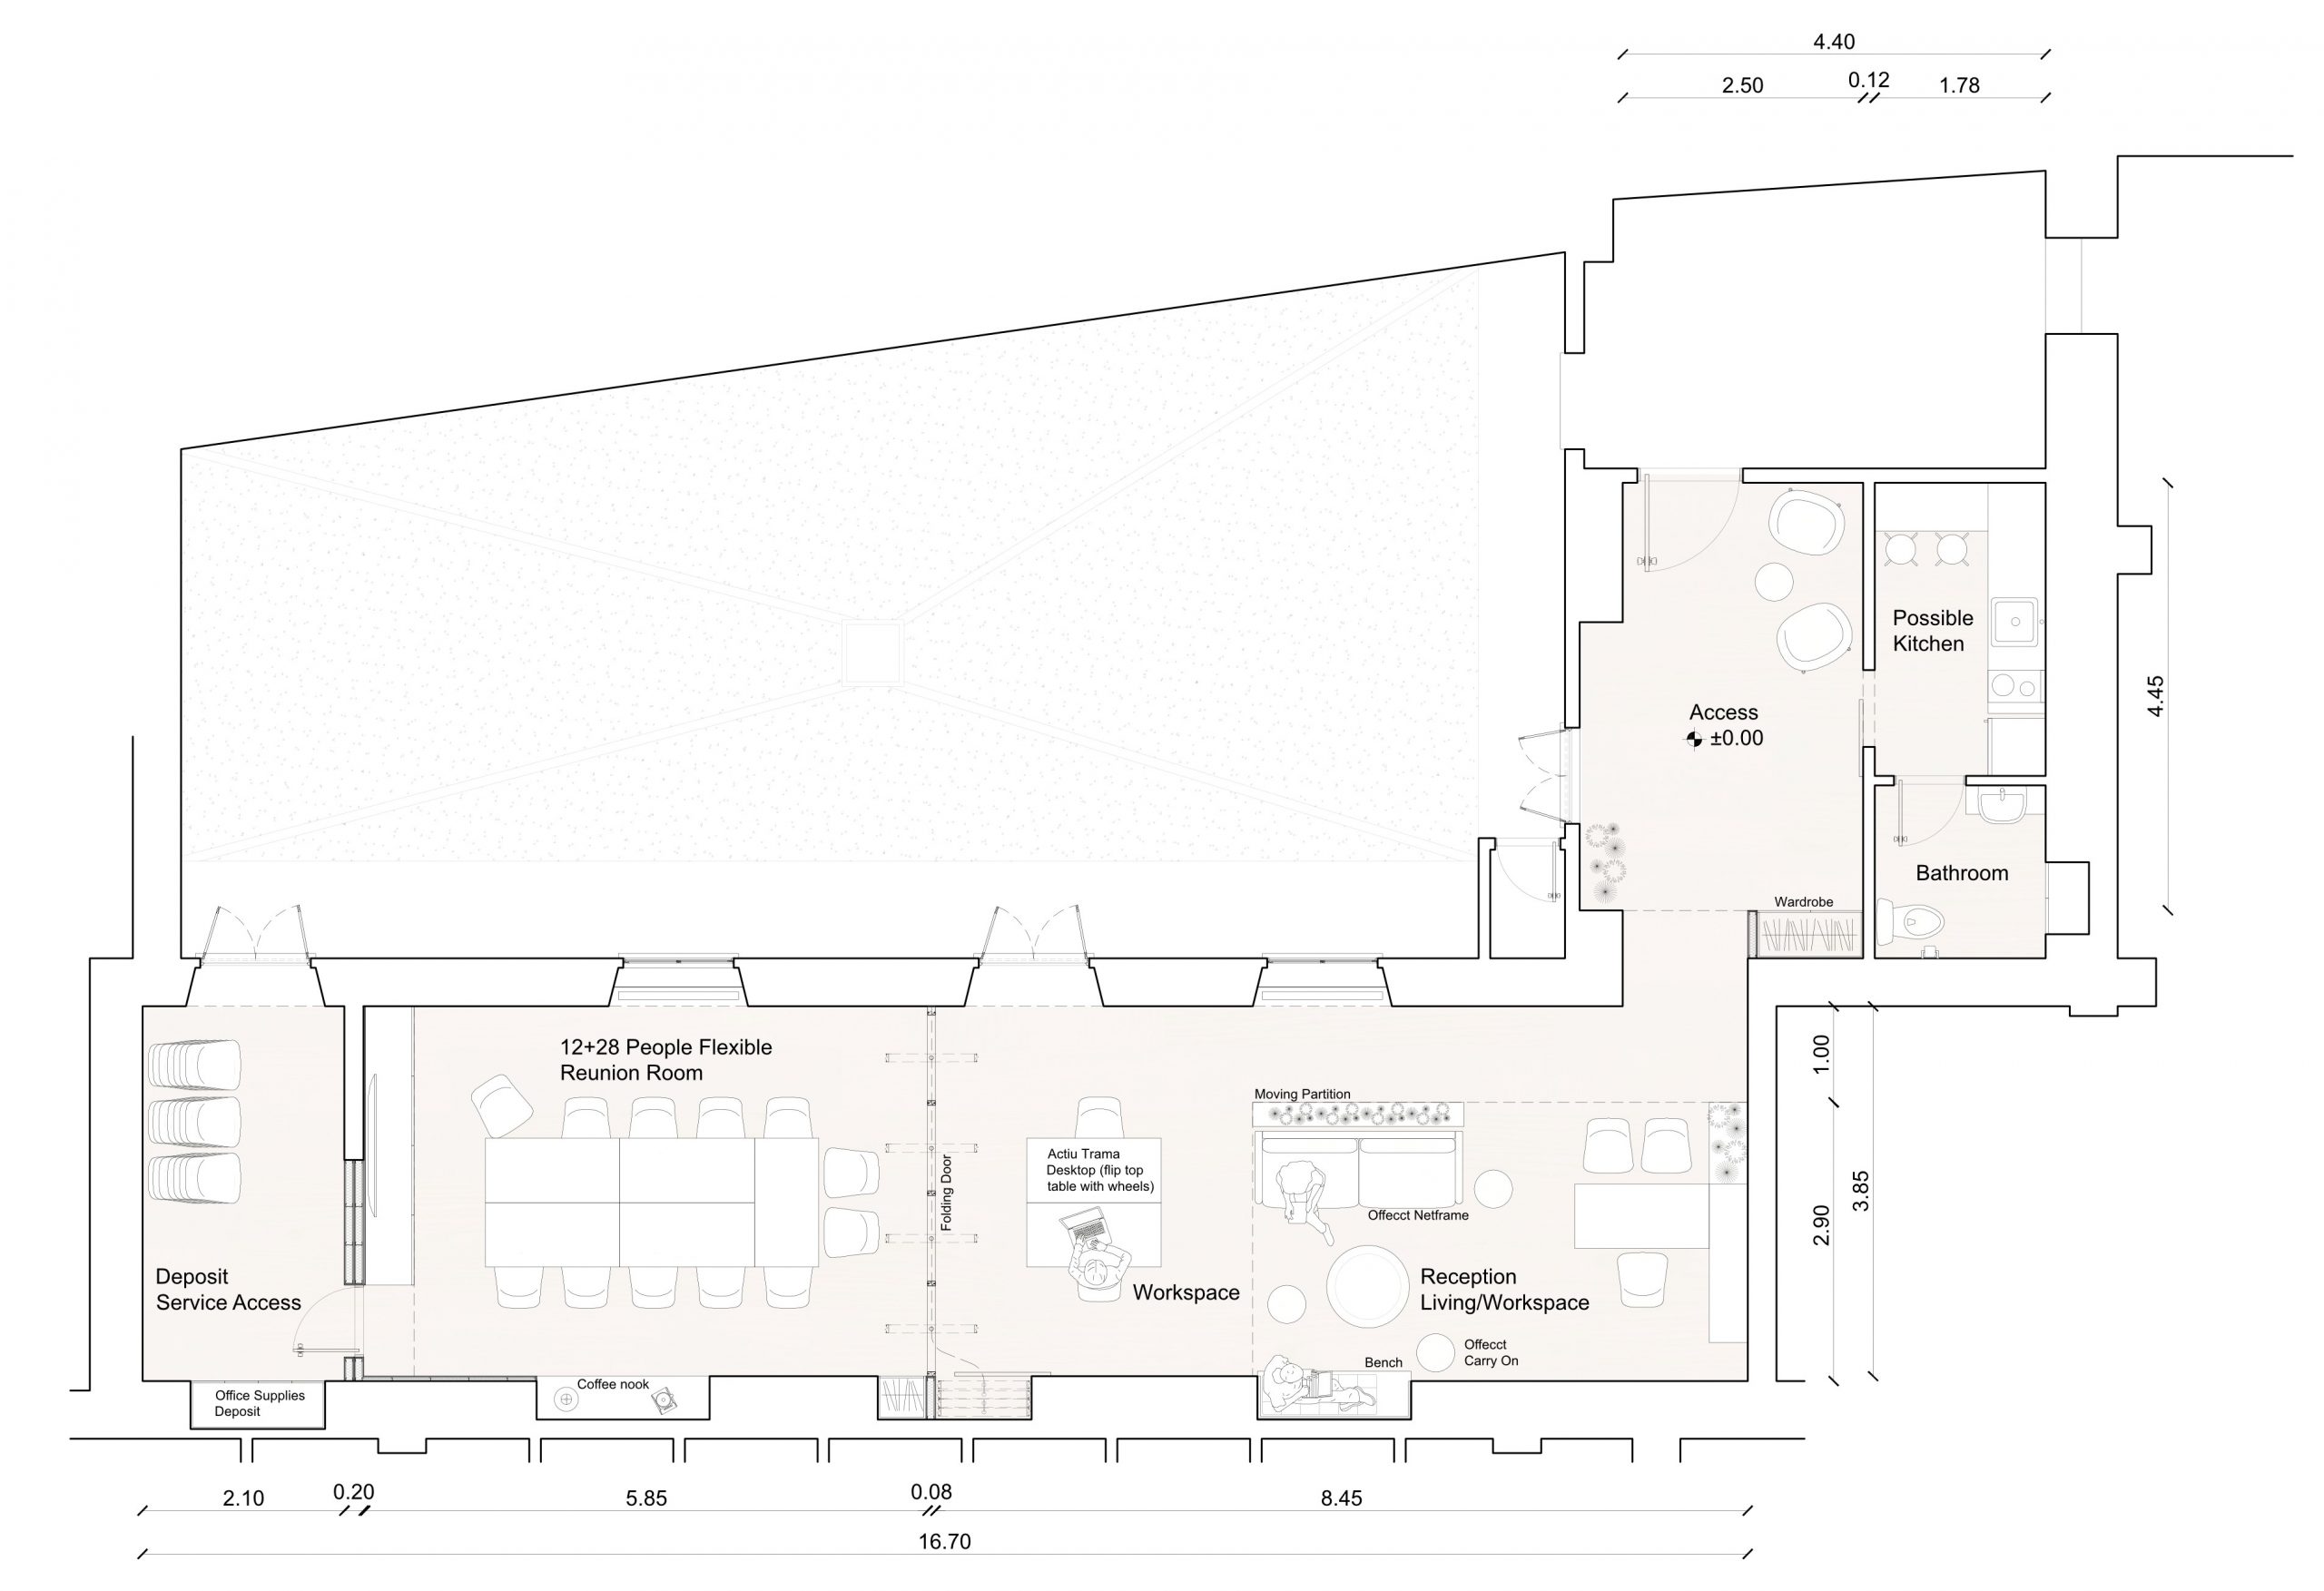 4.40
2.50
0.12
1.78
Possible
Kitchen
4.45
Access
±0.00
Bathroom
Wardrobe
12+28 People Flexible
Reunion Room
1.00
Moving Partition
Folding Door
Actiu Trama
Desktop (flip top
table with wheels)
3.85
2.90
Offecct Netframe
Deposit
Service Access
Workspace
Reception
Living/Workspace
Offecct
Carry On
Bench
Coffee nook
Office Supplies
Deposit
2.10
0.20
5.85
0.08
8.45
16.70